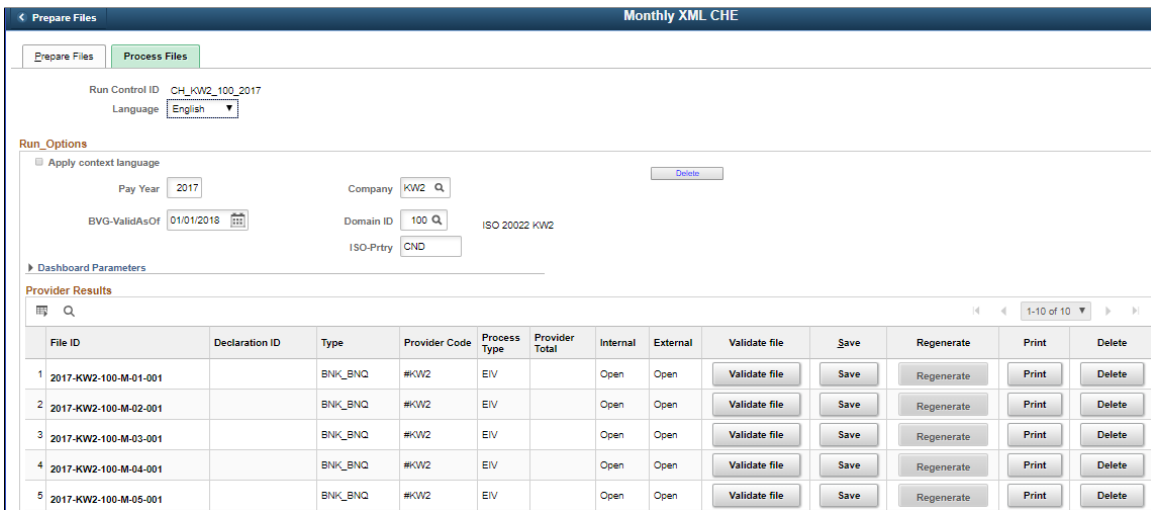 Prepare Files
Monthly XML CHE
Prepare Files Process Files
Run Control ID CH_KW2_100_2017
Language English
Run_Options
Apply context language
Delete
Pay Year 2017 Company KW2
BVG-ValidAsOf 01/01/2018 Domain ID 100 ISO 20022 KW2
ISO-Prtry CND
Dashboard Parameters
Provider Results
1-10 of 10
File ID Declaration ID Type Provider Code Process Type Provider Total Internal External Validate file Save Regenerate Print Delete
1 2017-KW2-100-M-01-001 BNK_BNQ #KW2 EIV Open Open Validate file Save Regenerate Print Delete
2 2017-KW2-100-M-02-001 BNK_BNQ #KW2 EIV Open Open Validate file Save Regenerate Print Delete
3 2017-KW2-100-M-03-001 BNK_BNQ #KW2 EIV Open Open Validate file Save Regenerate Print Delete
4 2017-KW2-100-M-04-001 BNK_BNQ #KW2 EIV Open Open Validate file Save Regenerate Print Delete
5 2017-KW2-100-M-05-001 BNK_BNQ #KW2 EIV Open Open Validate file Save Regenerate Print Delete